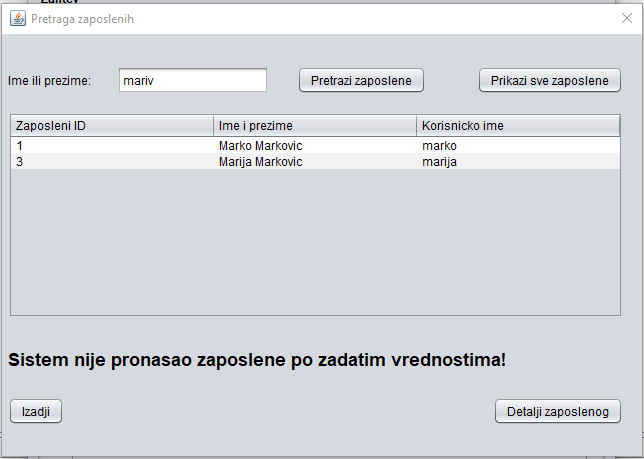 Pretraga zaposlenih
Ime ili prezime: mariv Pretrazi zaposlene Prikazi sve zaposlene
Zaposleni ID Ime i prezime Korisnicko ime
1 Marko Markovic marko
3 Marija Markovic marija
Sistem nije pronasao zaposlene po zadatim vrednostima!
Izadji Detalji zaposlenog